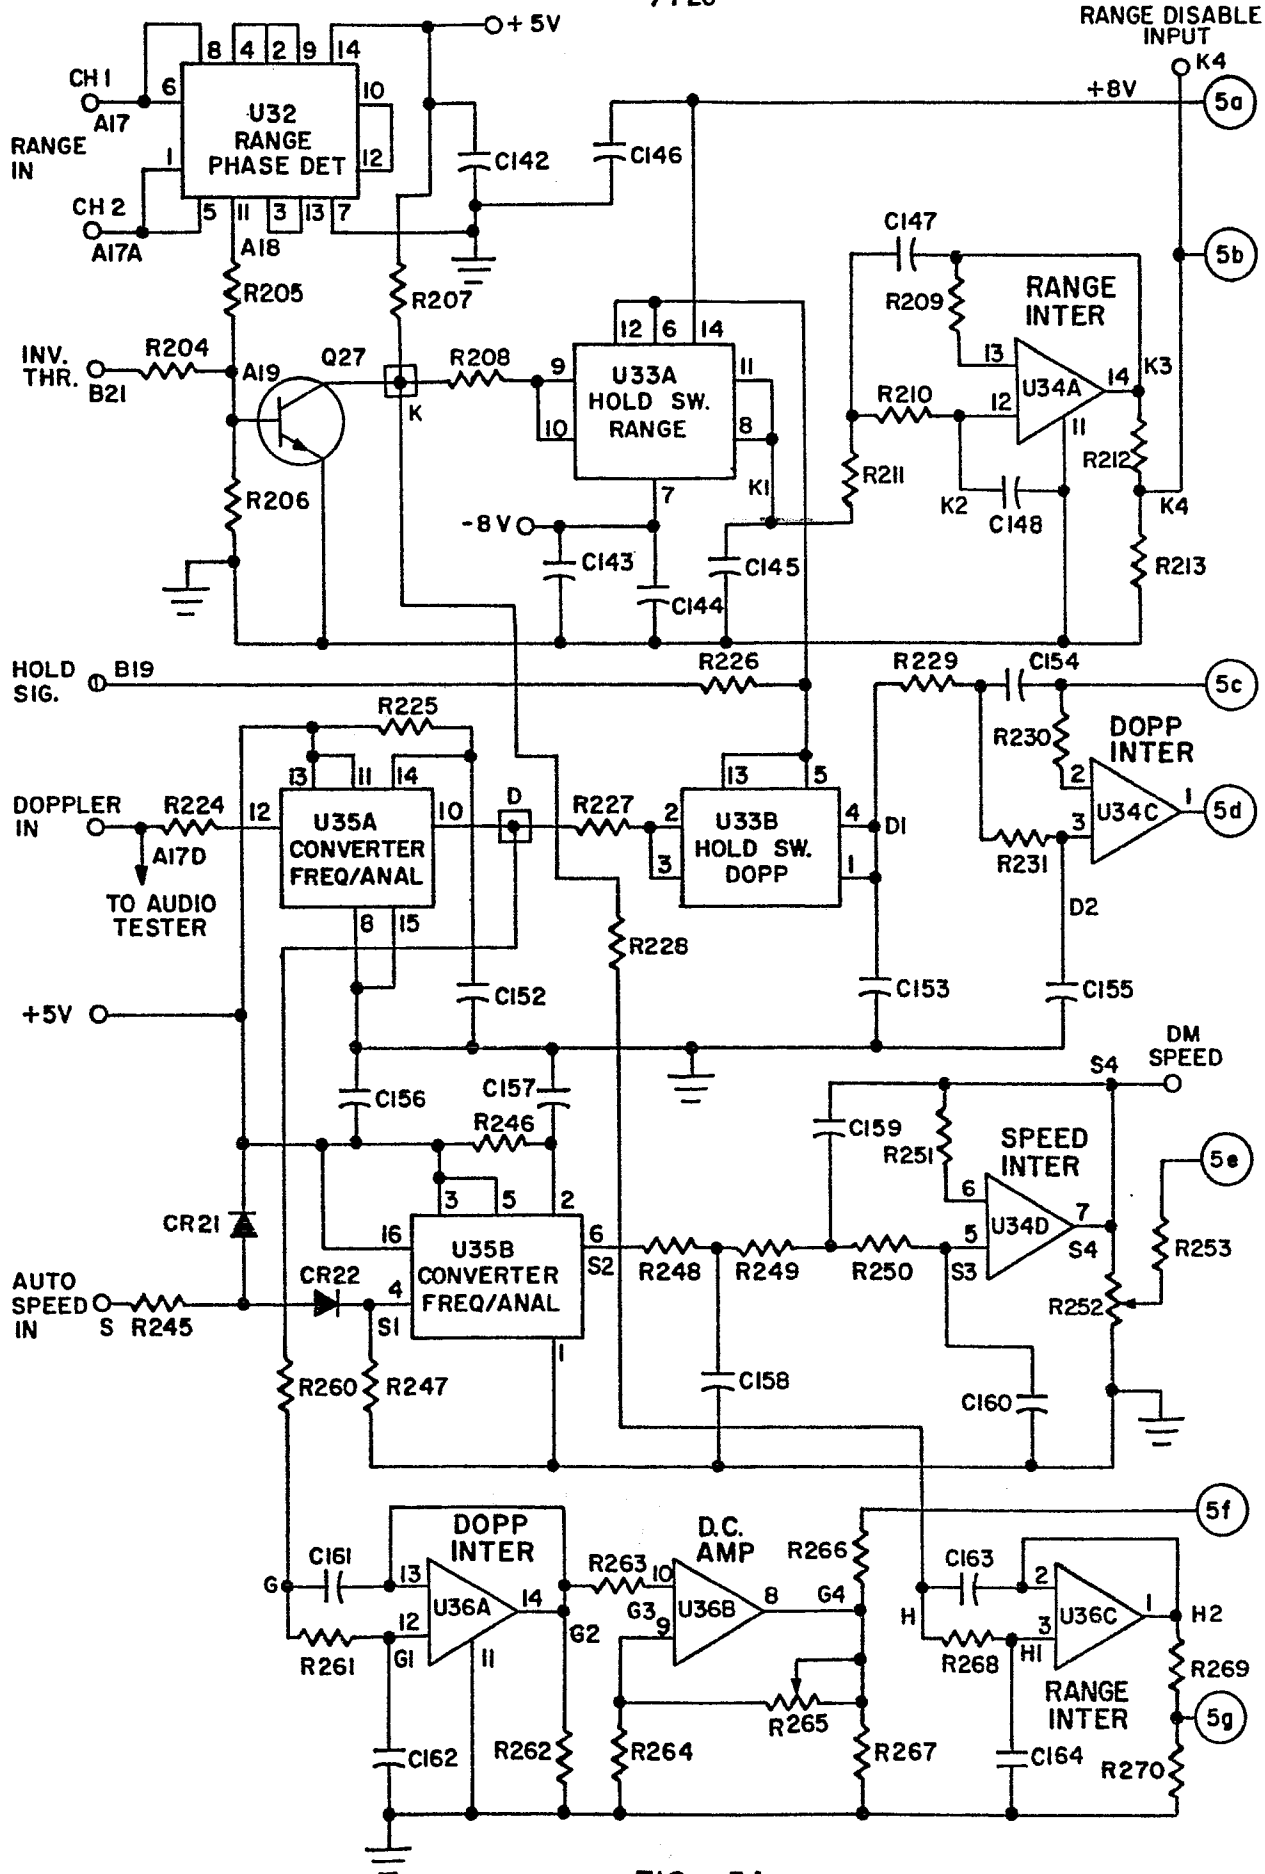 RANGE DISABLE
INPUT
K4
+5V
8 4 2 9 14
CH 1
6
10
+8V
5a
A17
U32
RANGE
PHASE DET
RANGE
IN
1
12
C142
C146
CH 2
5 11 3 13 7
A17A
A18
C147
5b
R205
R207
R209
RANGE
INTER
12 6 14
INV.
THR.
B21
R204
A19
Q27
R208
K
9
U33A
HOLD SW.
RANGE
11
10
8
13
U34A
14
K3
R210
12
11
R212
R206
7
K1
R211
K2
C148
K4
-8V
C143
C144
C145
R213
HOLD
SIG.
B19
R226
R229
C154
5c
R225
R230
DOPP
INTER
13 11 14
13
5
2
DOPPLER
IN
R224
12
U35A
CONVERTER
FREQ/ANAL
10
D
R227
2
U33B
HOLD SW.
DOPP
4
D1
3
U34C
1
5d
A17D
3
1
R231
TO AUDIO
TESTER
8 15
D2
R228
C152
C153
C155
+5V
DM
SPEED
S4
C156
C157
C159
R246
R251
SPEED
INTER
5e
3 5 2
6
CR21
16
U35B
CONVERTER
FREQ/ANAL
6
S2
R248
R249
R250
5
S3
U34D
7
S4
R253
AUTO
SPEED
IN
S
R245
CR22
S1
4
R252
1
R260
R247
C158
C160
5f
DOPP
INTER
D.C.
AMP
R266
G
C161
13
U36A
14
R263
10
U36B
8
G4
C163
2
U36C
1
H2
12
G3
H
R261
G1
11
G2
9
R268
H1
3
R269
R265
RANGE
INTER
5g
C162
R262
R264
R267
C164
R270